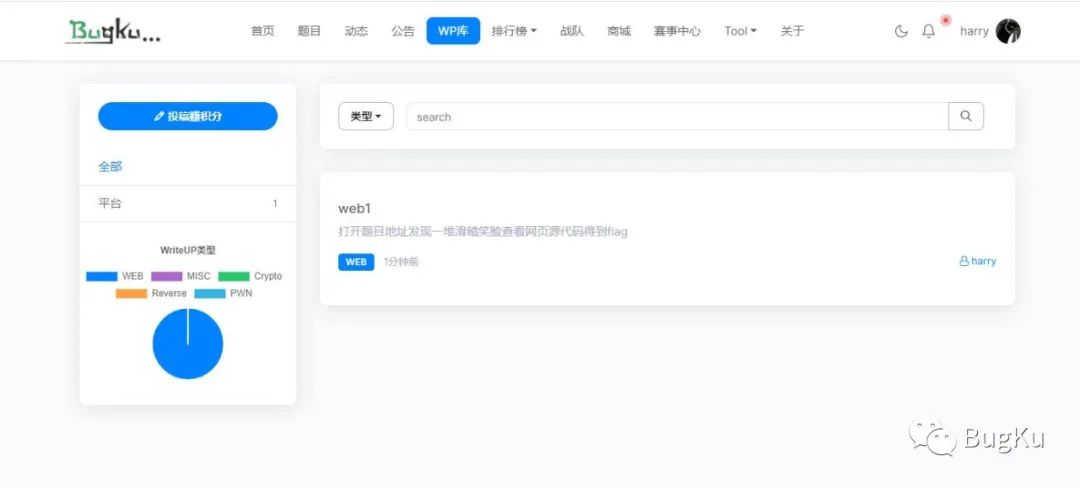 Bugku... 首页 题目 动态 公告 WP库 排行榜 战队 商城 赛事中心 Tool 关于 harry
投稿赚积分
类型 search
全部
平台 1
WriteUP类型
WEB MISC Crypto
Reverse PWN
web1
打开题目地址发现一堆滑稽笑脸查看网页源代码得到flag
WEB 1分钟前 harry
BugKu